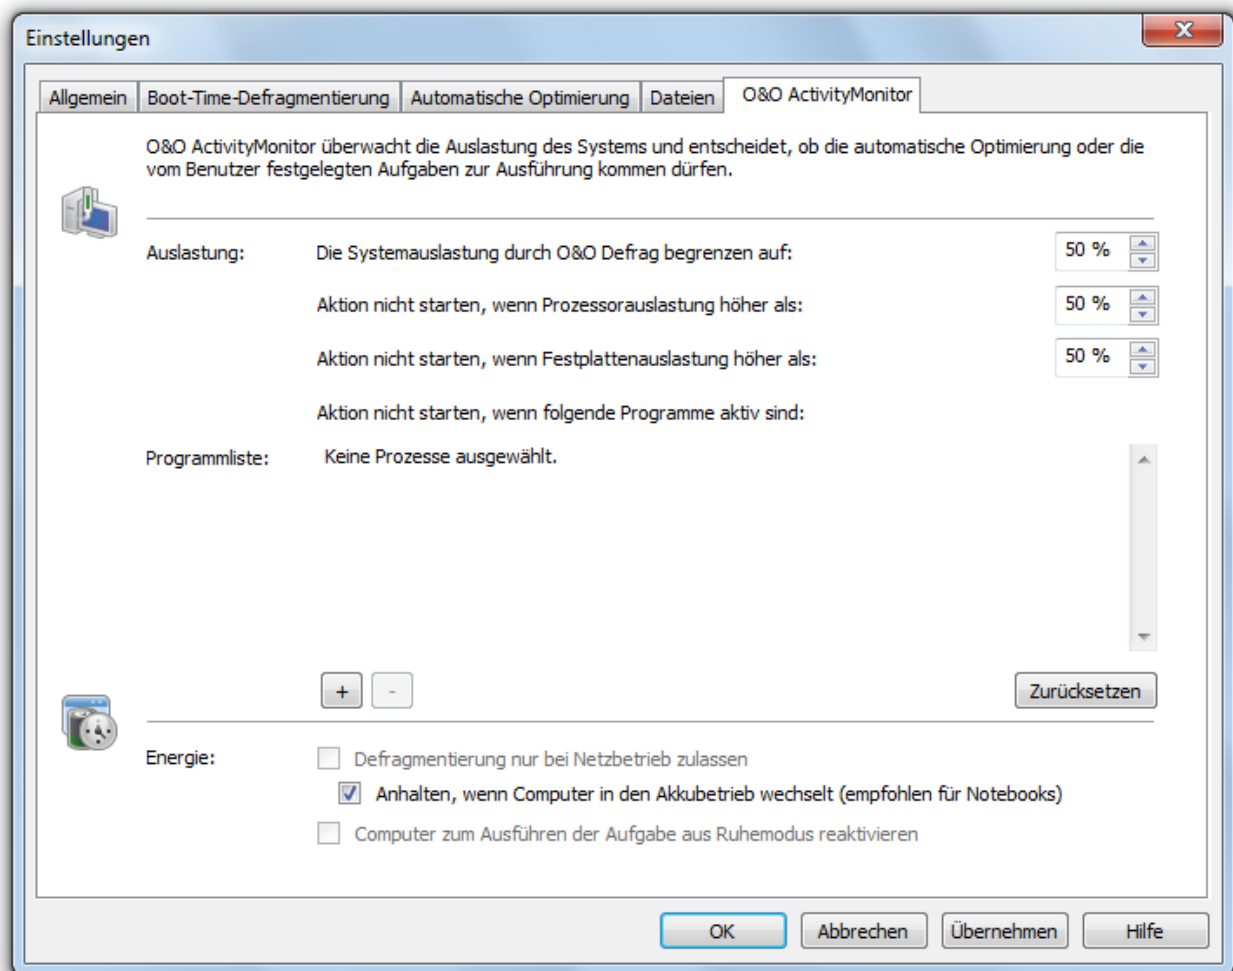 Einstellungen
Allgemein Boot-Time-Defragmentierung Automatische Optimierung Dateien O&O ActivityMonitor
O&O ActivityMonitor überwacht die Auslastung des Systems und entscheidet, ob die automatische Optimierung oder die
vom Benutzer festgelegten Aufgaben zur Ausführung kommen dürfen.
Auslastung: Die Systemauslastung durch O&O Defrag begrenzen auf: 50 %
Aktion nicht starten, wenn Prozessorauslastung höher als: 50 %
Aktion nicht starten, wenn Festplattenauslastung höher als: 50 %
Aktion nicht starten, wenn folgende Programme aktiv sind:
Programmliste: Keine Prozesse ausgewählt.
+ - Zurücksetzen
Energie: Defragmentierung nur bei Netzbetrieb zulassen
Anhalten, wenn Computer in den Akkubetrieb wechselt (empfohlen für Notebooks)
Computer zum Ausführen der Aufgabe aus Ruhemodus reaktivieren
OK Abbrechen Übernehmen Hilfe